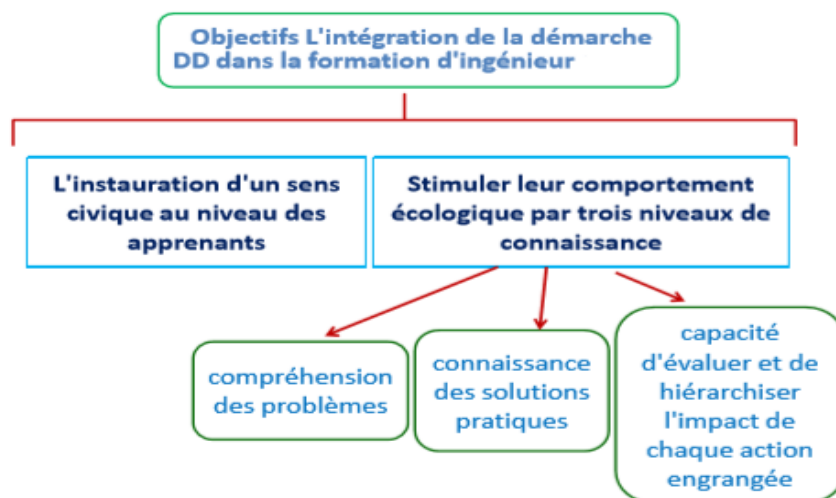 Objectifs L'intégration de la démarche
DD dans la formation d'ingénieur
L'instauration d'un sens
civique au niveau des
apprenants
Stimuler leur comportement
écologique par trois niveaux de
connaissance
compréhension
des problèmes
connaissance
des solutions
pratiques
capacité
d'évaluer et de
hiérarchiser
l'impact de
chaque action
engrangée